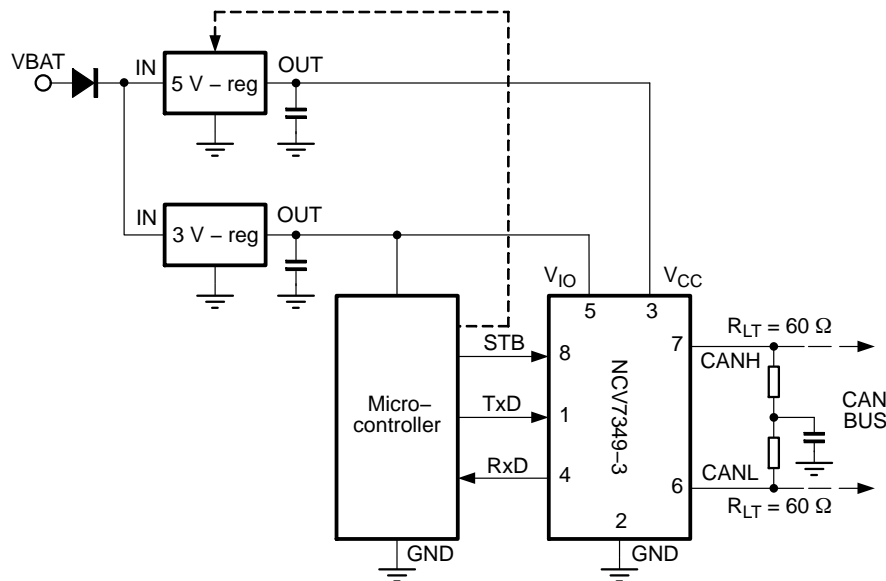 VBAT
IN
5 V − reg
OUT
IN
3 V − reg
OUT
V_IO
V_CC
5
3
R_LT = 60 Ω
STB
8
7
CANH
NCV7349−3
Micro−
controller
TxD
1
CAN
BUS
RxD
4
CANL
6
R_LT = 60 Ω
2
GND
GND